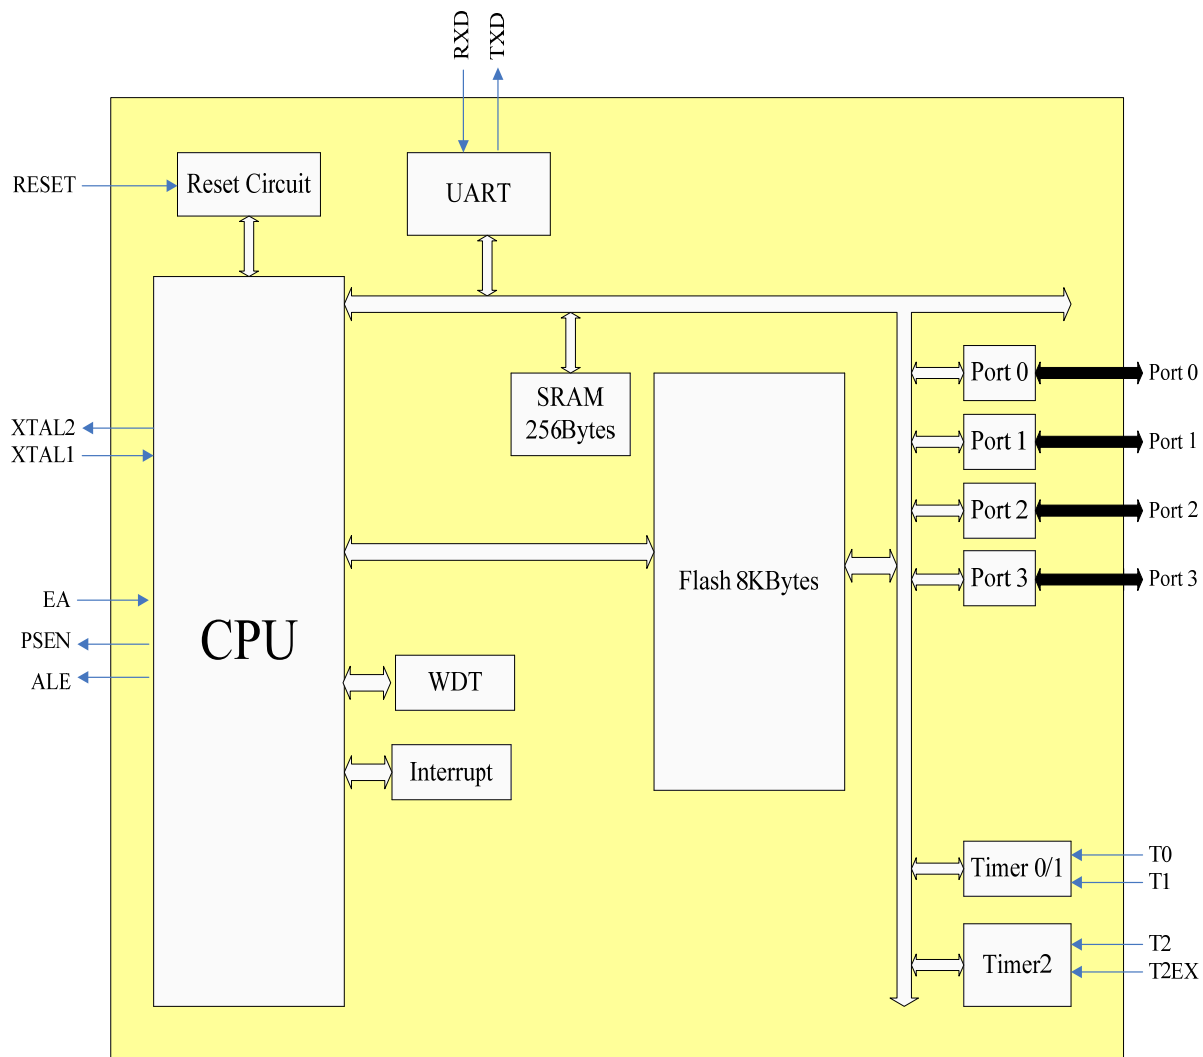 RXD
TXD
RESET
Reset Circuit
UART
SRAM
256Bytes
Port 0
Port 0
XTAL2
XTAL1
Port 1
Port 1
Port 2
Port 2
Port 3
Port 3
Flash 8KBytes
EA
PSEN
ALE
CPU
WDT
Interrupt
Timer 0/1
T0
T1
Timer2
T2
T2EX